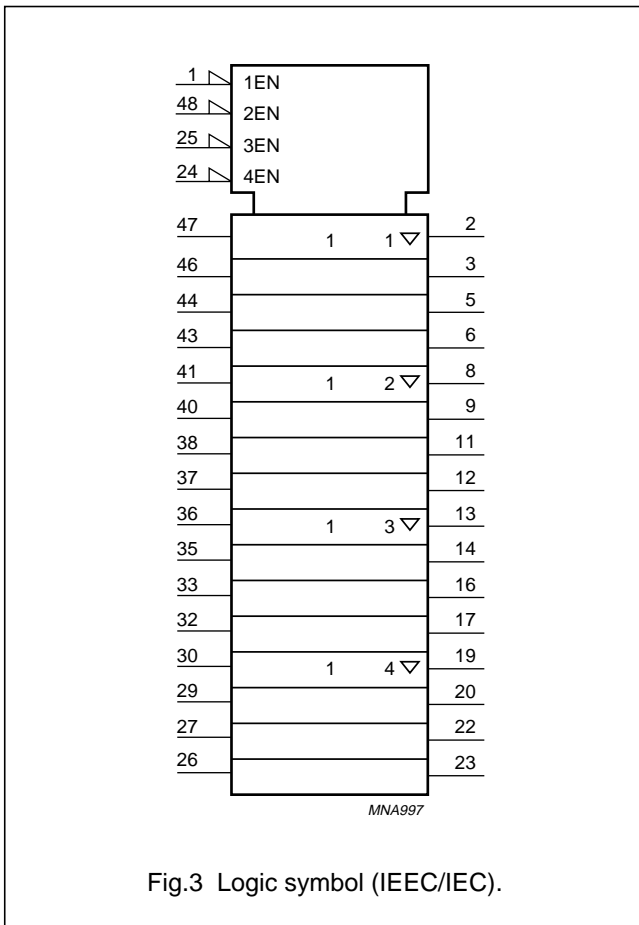 1 1EN
48 2EN
25 3EN
24 4EN
47 1 1 2
46 3
44 5
43 6
41 1 2 8
40 9
38 11
37 12
36 1 3 13
35 14
33 16
32 17
30 1 4 19
29 20
27 22
26 23
MNA997
Fig.3 Logic symbol (IEEC/IEC).